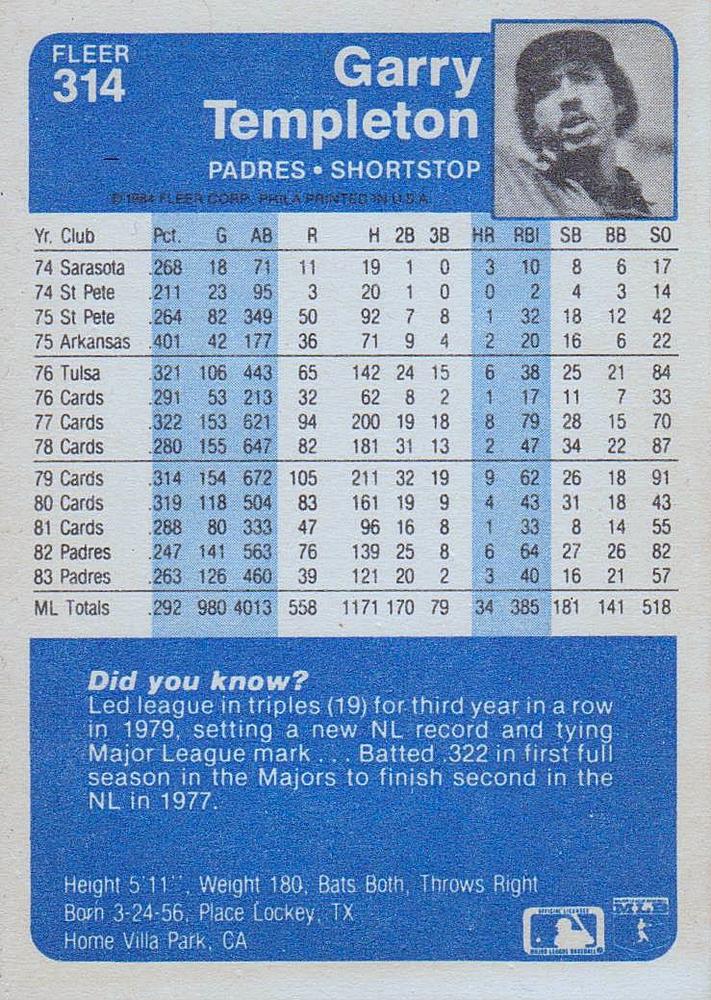 FLEER
314
Garry
Templeton
PADRES • SHORTSTOP
© 1984 FLEER CORP. PHILA PRINTED IN U.S.A.
Yr. Club Pct. G AB R H 2B 3B HR RBI SB BB SO
74 Sarasota .268 18 71 11 19 1 0 3 10 8 6 17
74 St Pete .211 23 95 3 20 1 0 0 2 4 3 14
75 St Pete .264 82 349 50 92 7 8 1 32 18 12 42
75 Arkansas .401 42 177 36 71 9 4 2 20 16 6 22
76 Tulsa .321 106 443 65 142 24 15 6 38 25 21 84
76 Cards .291 53 213 32 62 8 2 1 17 11 7 33
77 Cards .322 153 621 94 200 19 18 8 79 28 15 70
78 Cards .280 155 647 82 181 31 13 2 47 34 22 87
79 Cards .314 154 672 105 211 32 19 9 62 26 18 91
80 Cards .319 118 504 83 161 19 9 4 43 31 18 43
81 Cards .288 80 333 47 96 16 8 1 33 8 14 55
82 Padres .247 141 563 76 139 25 8 6 64 27 26 82
83 Padres .263 126 460 39 121 20 2 3 40 16 21 57
ML Totals .292 980 4013 558 1171 170 79 34 385 181 141 518
Did you know?
Led league in triples (19) for third year in a row
in 1979, setting a new NL record and tying
Major League mark . . . Batted .322 in first full
season in the Majors to finish second in the
NL in 1977.
Height 5'11'', Weight 180, Bats Both, Throws Right
Born 3-24-56, Place Lockey, TX
Home Villa Park, CA
OFFICIAL LICENSEE
MAJOR LEAGUE BASEBALL
MLB